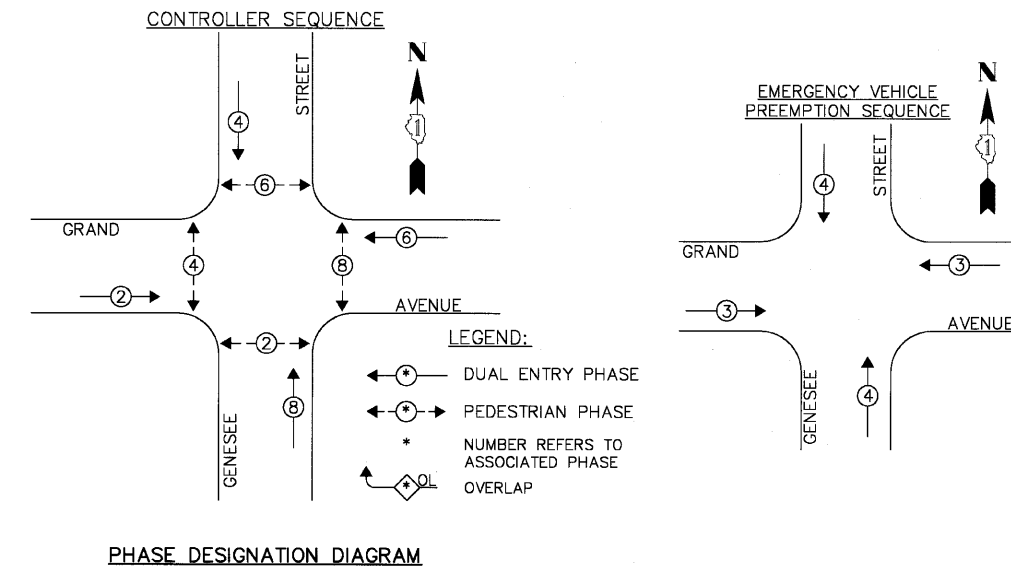 CONTROLLER SEQUENCE
N
1
STREET
4
6
GRAND
6
4
8
2
AVENUE
2
8
GENESEE
LEGEND:
* DUAL ENTRY PHASE
* PEDESTRIAN PHASE
* NUMBER REFERS TO
ASSOCIATED PHASE
* OL OVERLAP
PHASE DESIGNATION DIAGRAM
EMERGENCY VEHICLE
PREEMPTION SEQUENCE
N
1
STREET
4
GRAND
3
3
AVENUE
4
GENESEE